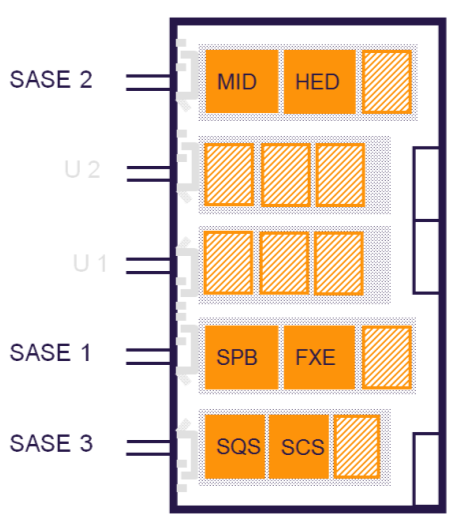 SASE 2
MID HED
U 2
U 1
SASE 1
SPB FXE
SASE 3
SQS SCS